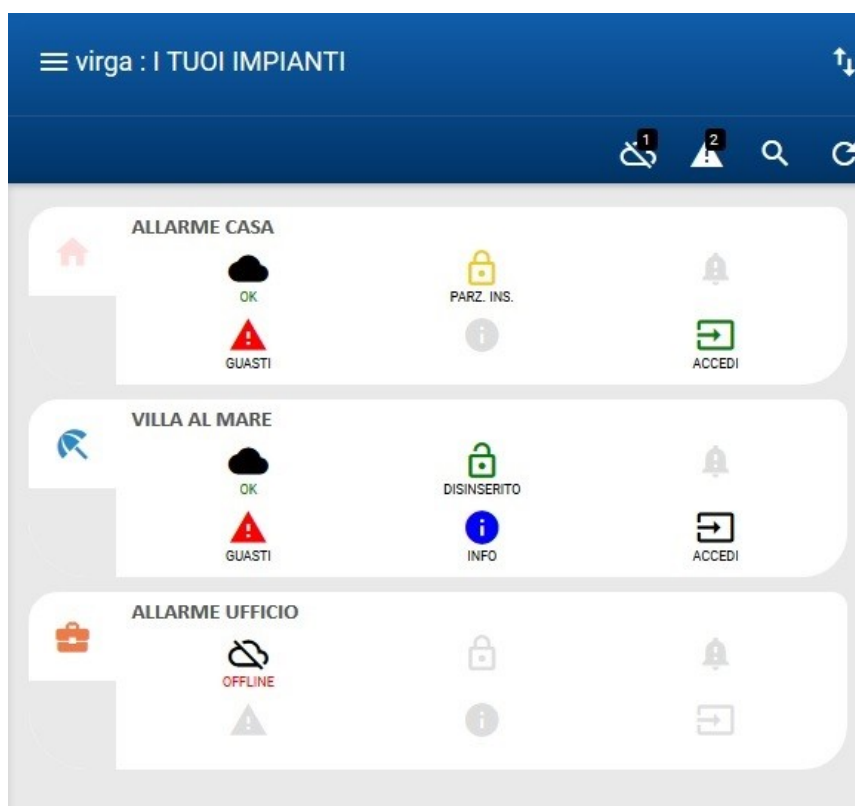 virga : I TUOI IMPIANTI
1 2
ALLARME CASA
OK PARZ. INS.
GUASTI ACCEDI
VILLA AL MARE
OK DISINSERITO
GUASTI INFO ACCEDI
ALLARME UFFICIO
OFFLINE